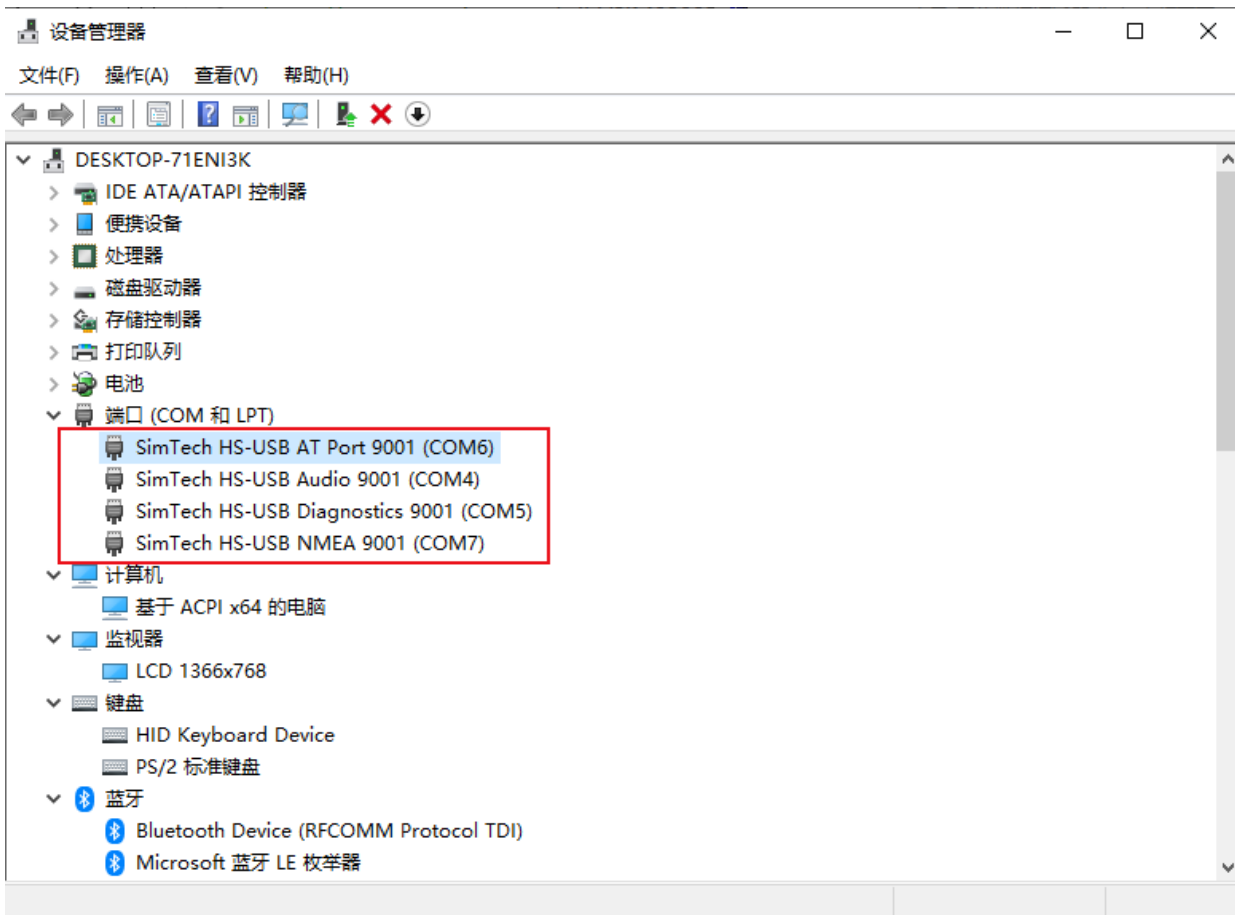 设备管理器
文件(F) 操作(A) 查看(V) 帮助(H)
DESKTOP-71ENI3K
IDE ATA/ATAPI 控制器
便携设备
处理器
磁盘驱动器
存储控制器
打印队列
电池
端口 (COM 和 LPT)
SimTech HS-USB AT Port 9001 (COM6)
SimTech HS-USB Audio 9001 (COM4)
SimTech HS-USB Diagnostics 9001 (COM5)
SimTech HS-USB NMEA 9001 (COM7)
计算机
基于 ACPI x64 的电脑
监视器
LCD 1366x768
键盘
HID Keyboard Device
PS/2 标准键盘
蓝牙
Bluetooth Device (RFCOMM Protocol TDI)
Microsoft 蓝牙 LE 枚举器